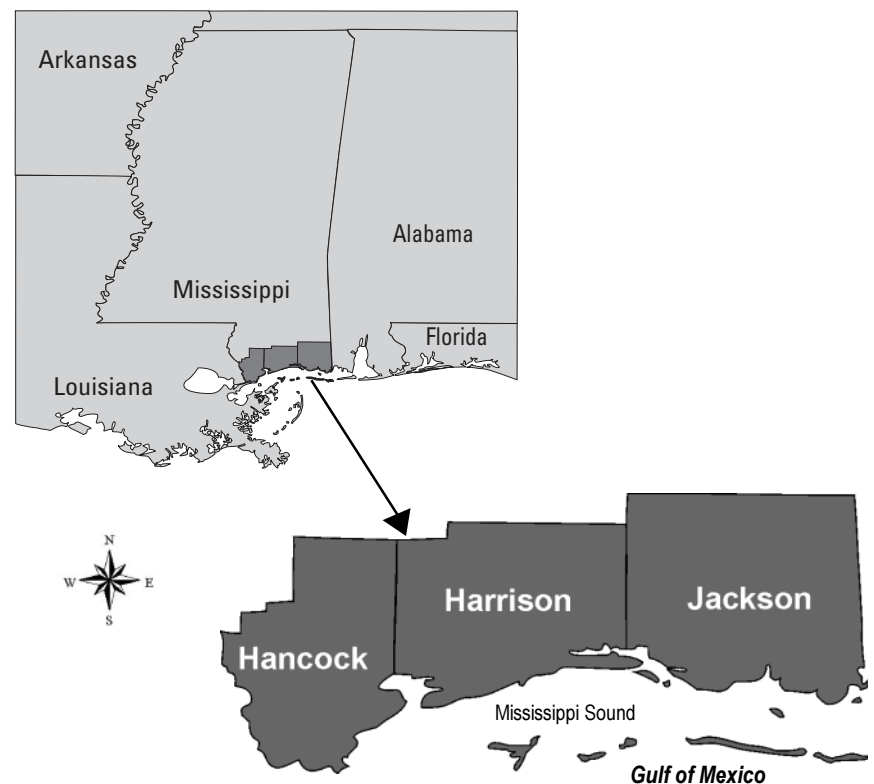 Arkansas
Alabama
Mississippi
Florida
Louisiana
N
W E
S
Harrison
Jackson
Hancock
Mississippi Sound
Gulf of Mexico